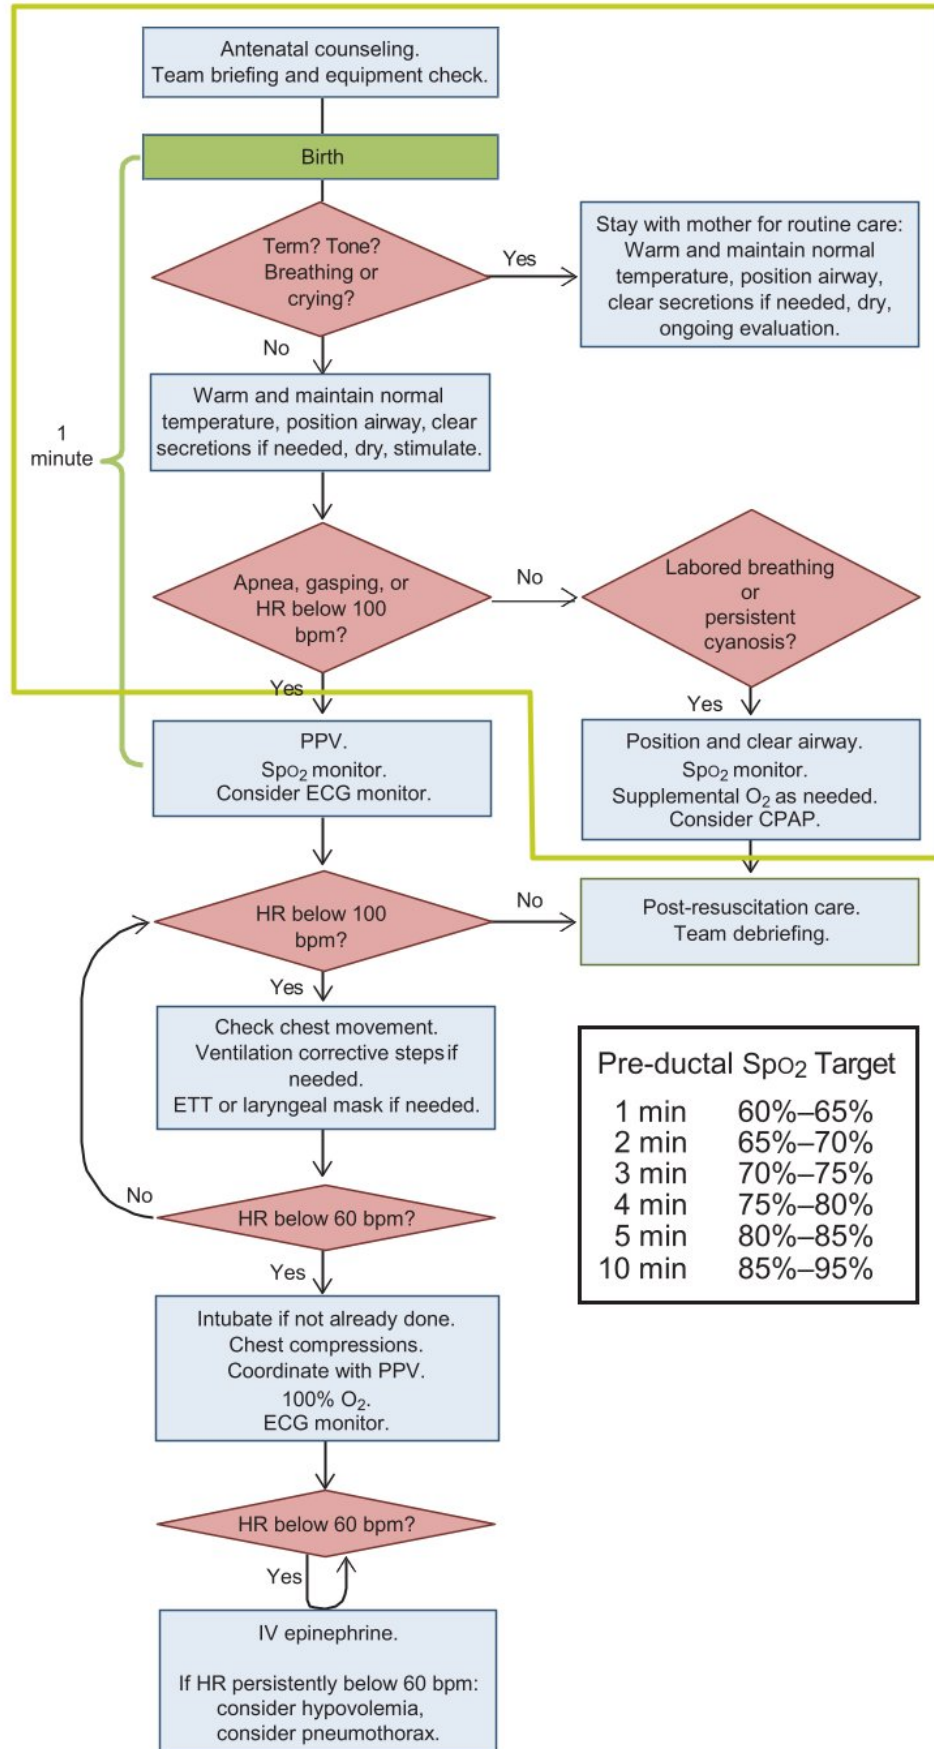 Antenatal counseling.
Team briefing and equipment check.
Birth
Term? Tone?
Breathing or
crying?
Yes
Stay with mother for routine care:
Warm and maintain normal
temperature, position airway,
clear secretions if needed, dry,
ongoing evaluation.
No
Warm and maintain normal
temperature, position airway, clear
secretions if needed, dry, stimulate.
1
minute
Apnea, gasping, or
HR below 100
bpm?
No
Labored breathing
or
persistent
cyanosis?
Yes
Yes
PPV.
SpO2 monitor.
Consider ECG monitor.
Position and clear airway.
SpO2 monitor.
Supplemental O2 as needed.
Consider CPAP.
HR below 100
bpm?
No
Post-resuscitation care.
Team debriefing.
Yes
Check chest movement.
Ventilation corrective steps if
needed.
ETT or laryngeal mask if needed.
Pre-ductal SpO2 Target
1 min 60%–65%
2 min 65%–70%
3 min 70%–75%
4 min 75%–80%
5 min 80%–85%
10 min 85%–95%
No
HR below 60 bpm?
Yes
Intubate if not already done.
Chest compressions.
Coordinate with PPV.
100% O2.
ECG monitor.
HR below 60 bpm?
Yes
IV epinephrine.
If HR persistently below 60 bpm:
consider hypovolemia,
consider pneumothorax.